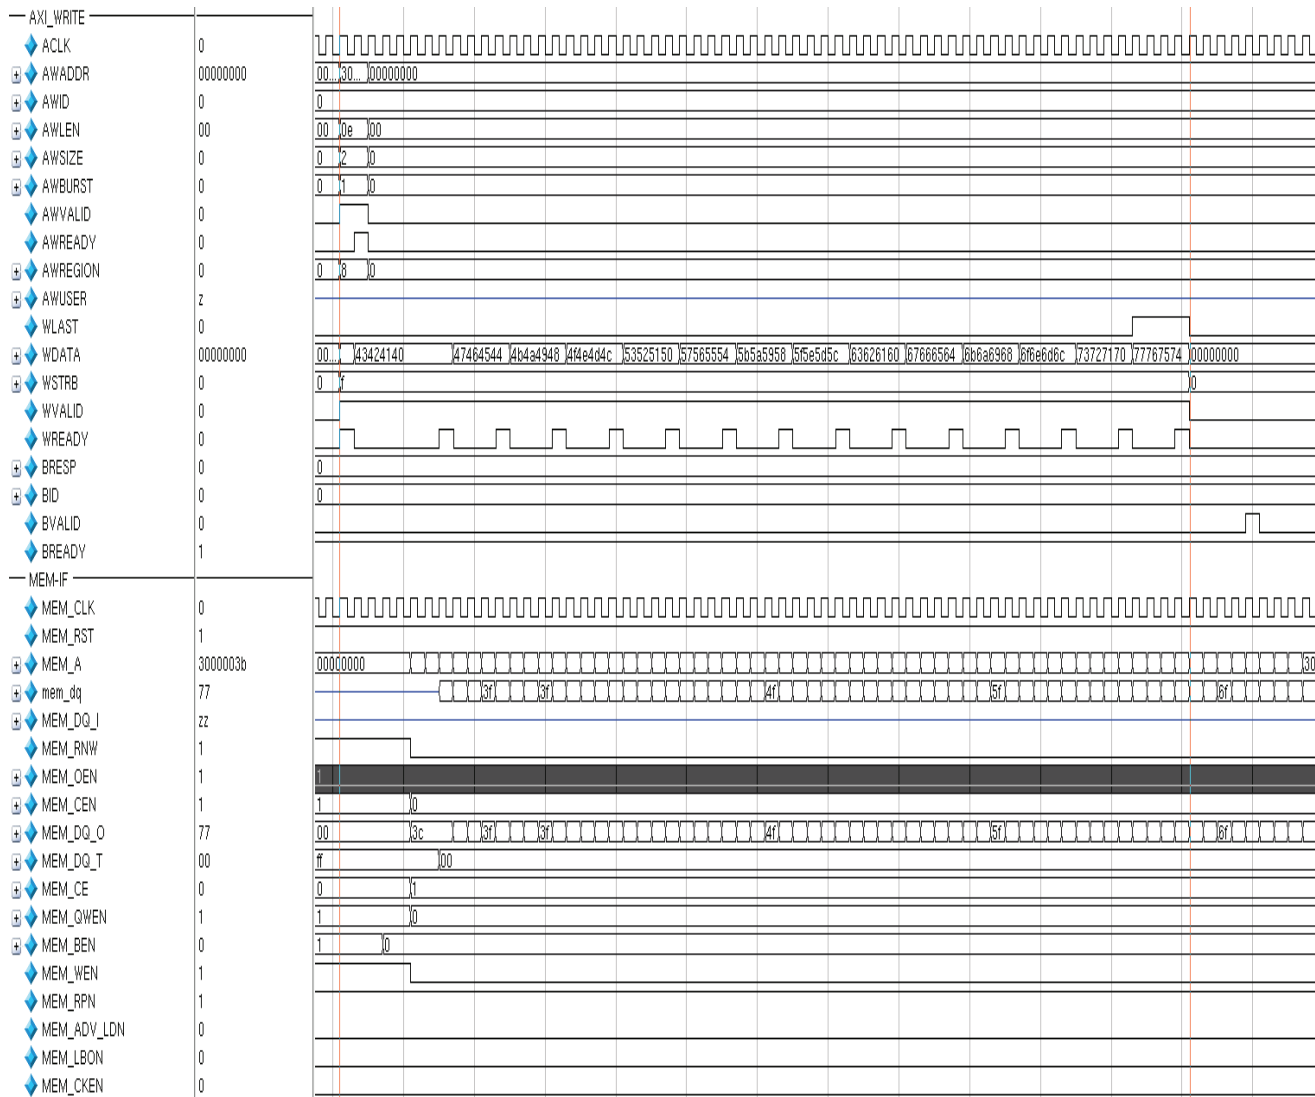 AXI_WRITE
ACLK 0
AWADDR 00000000 00... 30... 00000000
AWID 0 0
AWLEN 00 00 0e 00
AWSIZE 0 0 2 0
AWBURST 0 0 1 0
AWVALID 0
AWREADY 0
AWREGION 0 0 8 0
AWUSER z
WLAST 0
WDATA 00000000 00... 43424140 47464544 4b4a4948 4f4e4d4c 53525150 57565554 5b5a5958 5f5e5d5c 63626160 67666564 6b6a6968 6f6e6d6c 73727170 77767574 00000000
WSTRB 0 0 f 0
WVALID 0
WREADY 0
BRESP 0 0
BID 0 0
BVALID 0
BREADY 1
MEM-IF
MEM_CLK 0
MEM_RST 1
MEM_A 3000003b 00000000 30
mem_dq 77 3f 3f 4f 5f 6f
MEM_DQ_I zz
MEM_RNW 1
MEM_OEN 1 1
MEM_CEN 1 1 0
MEM_DQ_O 77 00 3c 3f 3f 4f 5f 6f
MEM_DQ_T 00 ff 00
MEM_CE 0 0 1
MEM_QWEN 1 1 0
MEM_BEN 0 1 0
MEM_WEN 1
MEM_RPN 1
MEM_ADV_LDN 0
MEM_LBON 0
MEM_CKEN 0